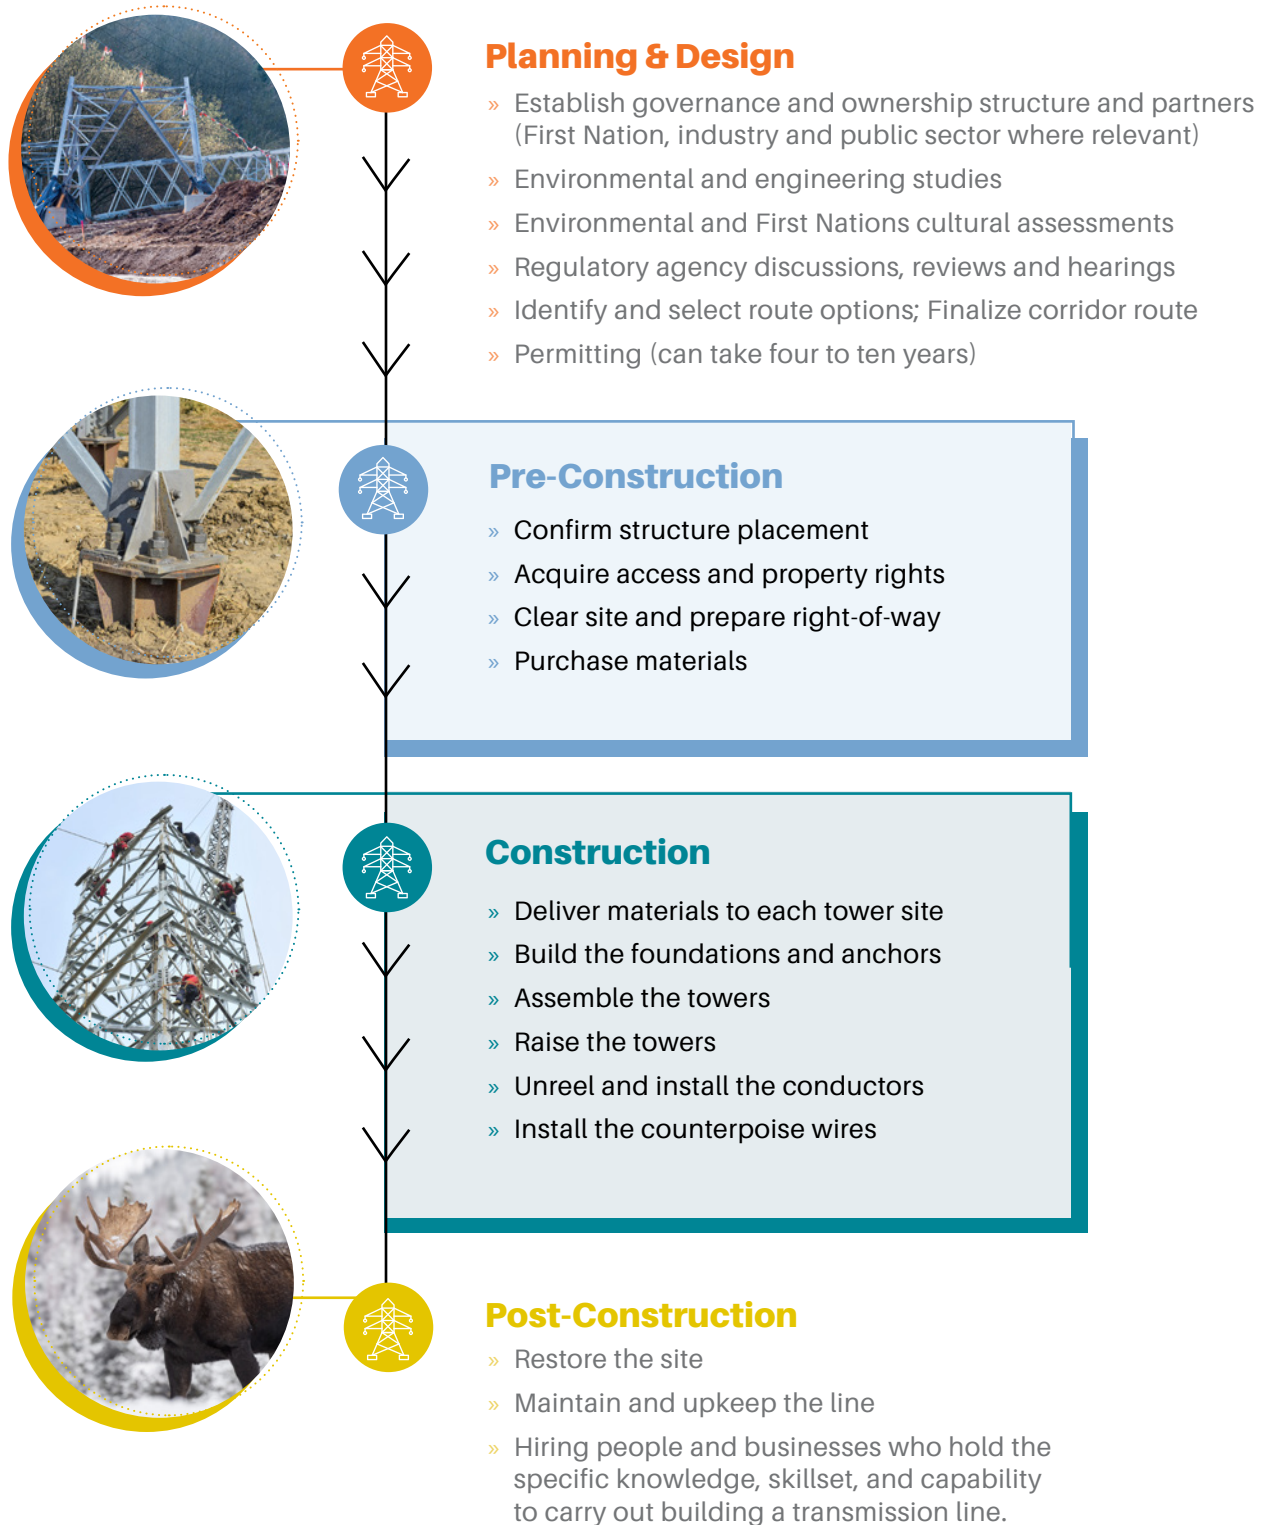 Planning & Design
» Establish governance and ownership structure and partners
(First Nation, industry and public sector where relevant)
» Environmental and engineering studies
» Environmental and First Nations cultural assessments
» Regulatory agency discussions, reviews and hearings
» Identify and select route options; Finalize corridor route
» Permitting (can take four to ten years)
Pre-Construction
» Confirm structure placement
» Acquire access and property rights
» Clear site and prepare right-of-way
» Purchase materials
Construction
» Deliver materials to each tower site
» Build the foundations and anchors
» Assemble the towers
» Raise the towers
» Unreel and install the conductors
» Install the counterpoise wires
Post-Construction
» Restore the site
» Maintain and upkeep the line
» Hiring people and businesses who hold the
specific knowledge, skillset, and capability
to carry out building a transmission line.